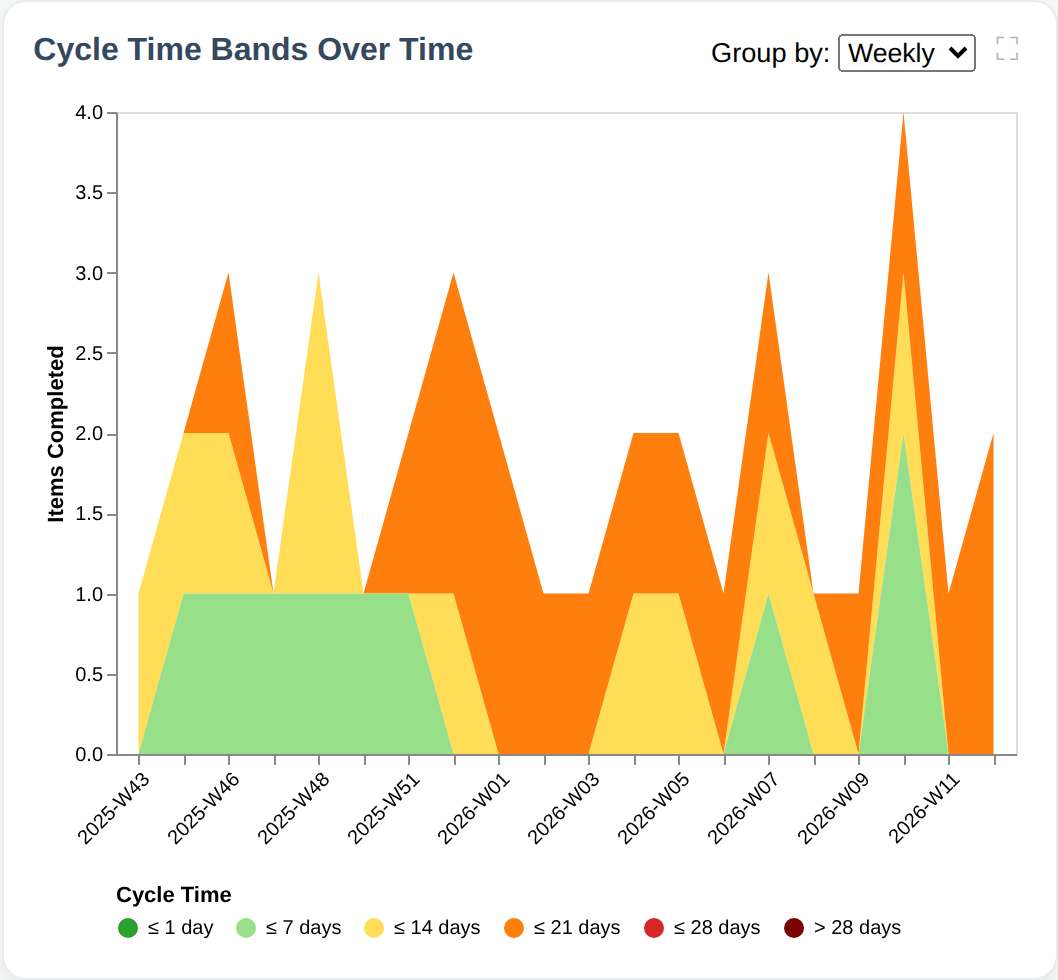 Cycle Time Bands Over Time
Group by: Weekly
4.0
3.5
3.0
2.5
2.0
1.5
1.0
0.5
0.0
Items Completed
2025-W43
2025-W46
2025-W48
2025-W51
2026-W01
2026-W03
2026-W05
2026-W07
2026-W09
2026-W11
Cycle Time
≤ 1 day ≤ 7 days ≤ 14 days ≤ 21 days ≤ 28 days > 28 days